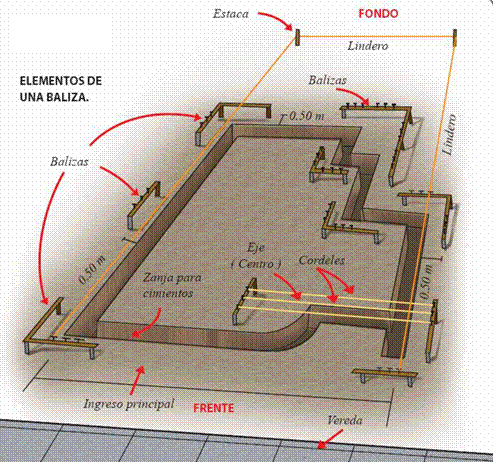 Estaca
FONDO
Lindero
ELEMENTOS DE
UNA BALIZA.
Balizas
0.50 m
Lindero
Balizas
Eje
( Centro )
Cordeles
0.50 m
Zanja para
cimientos
0.50 m
Ingreso principal
FRENTE
Vereda